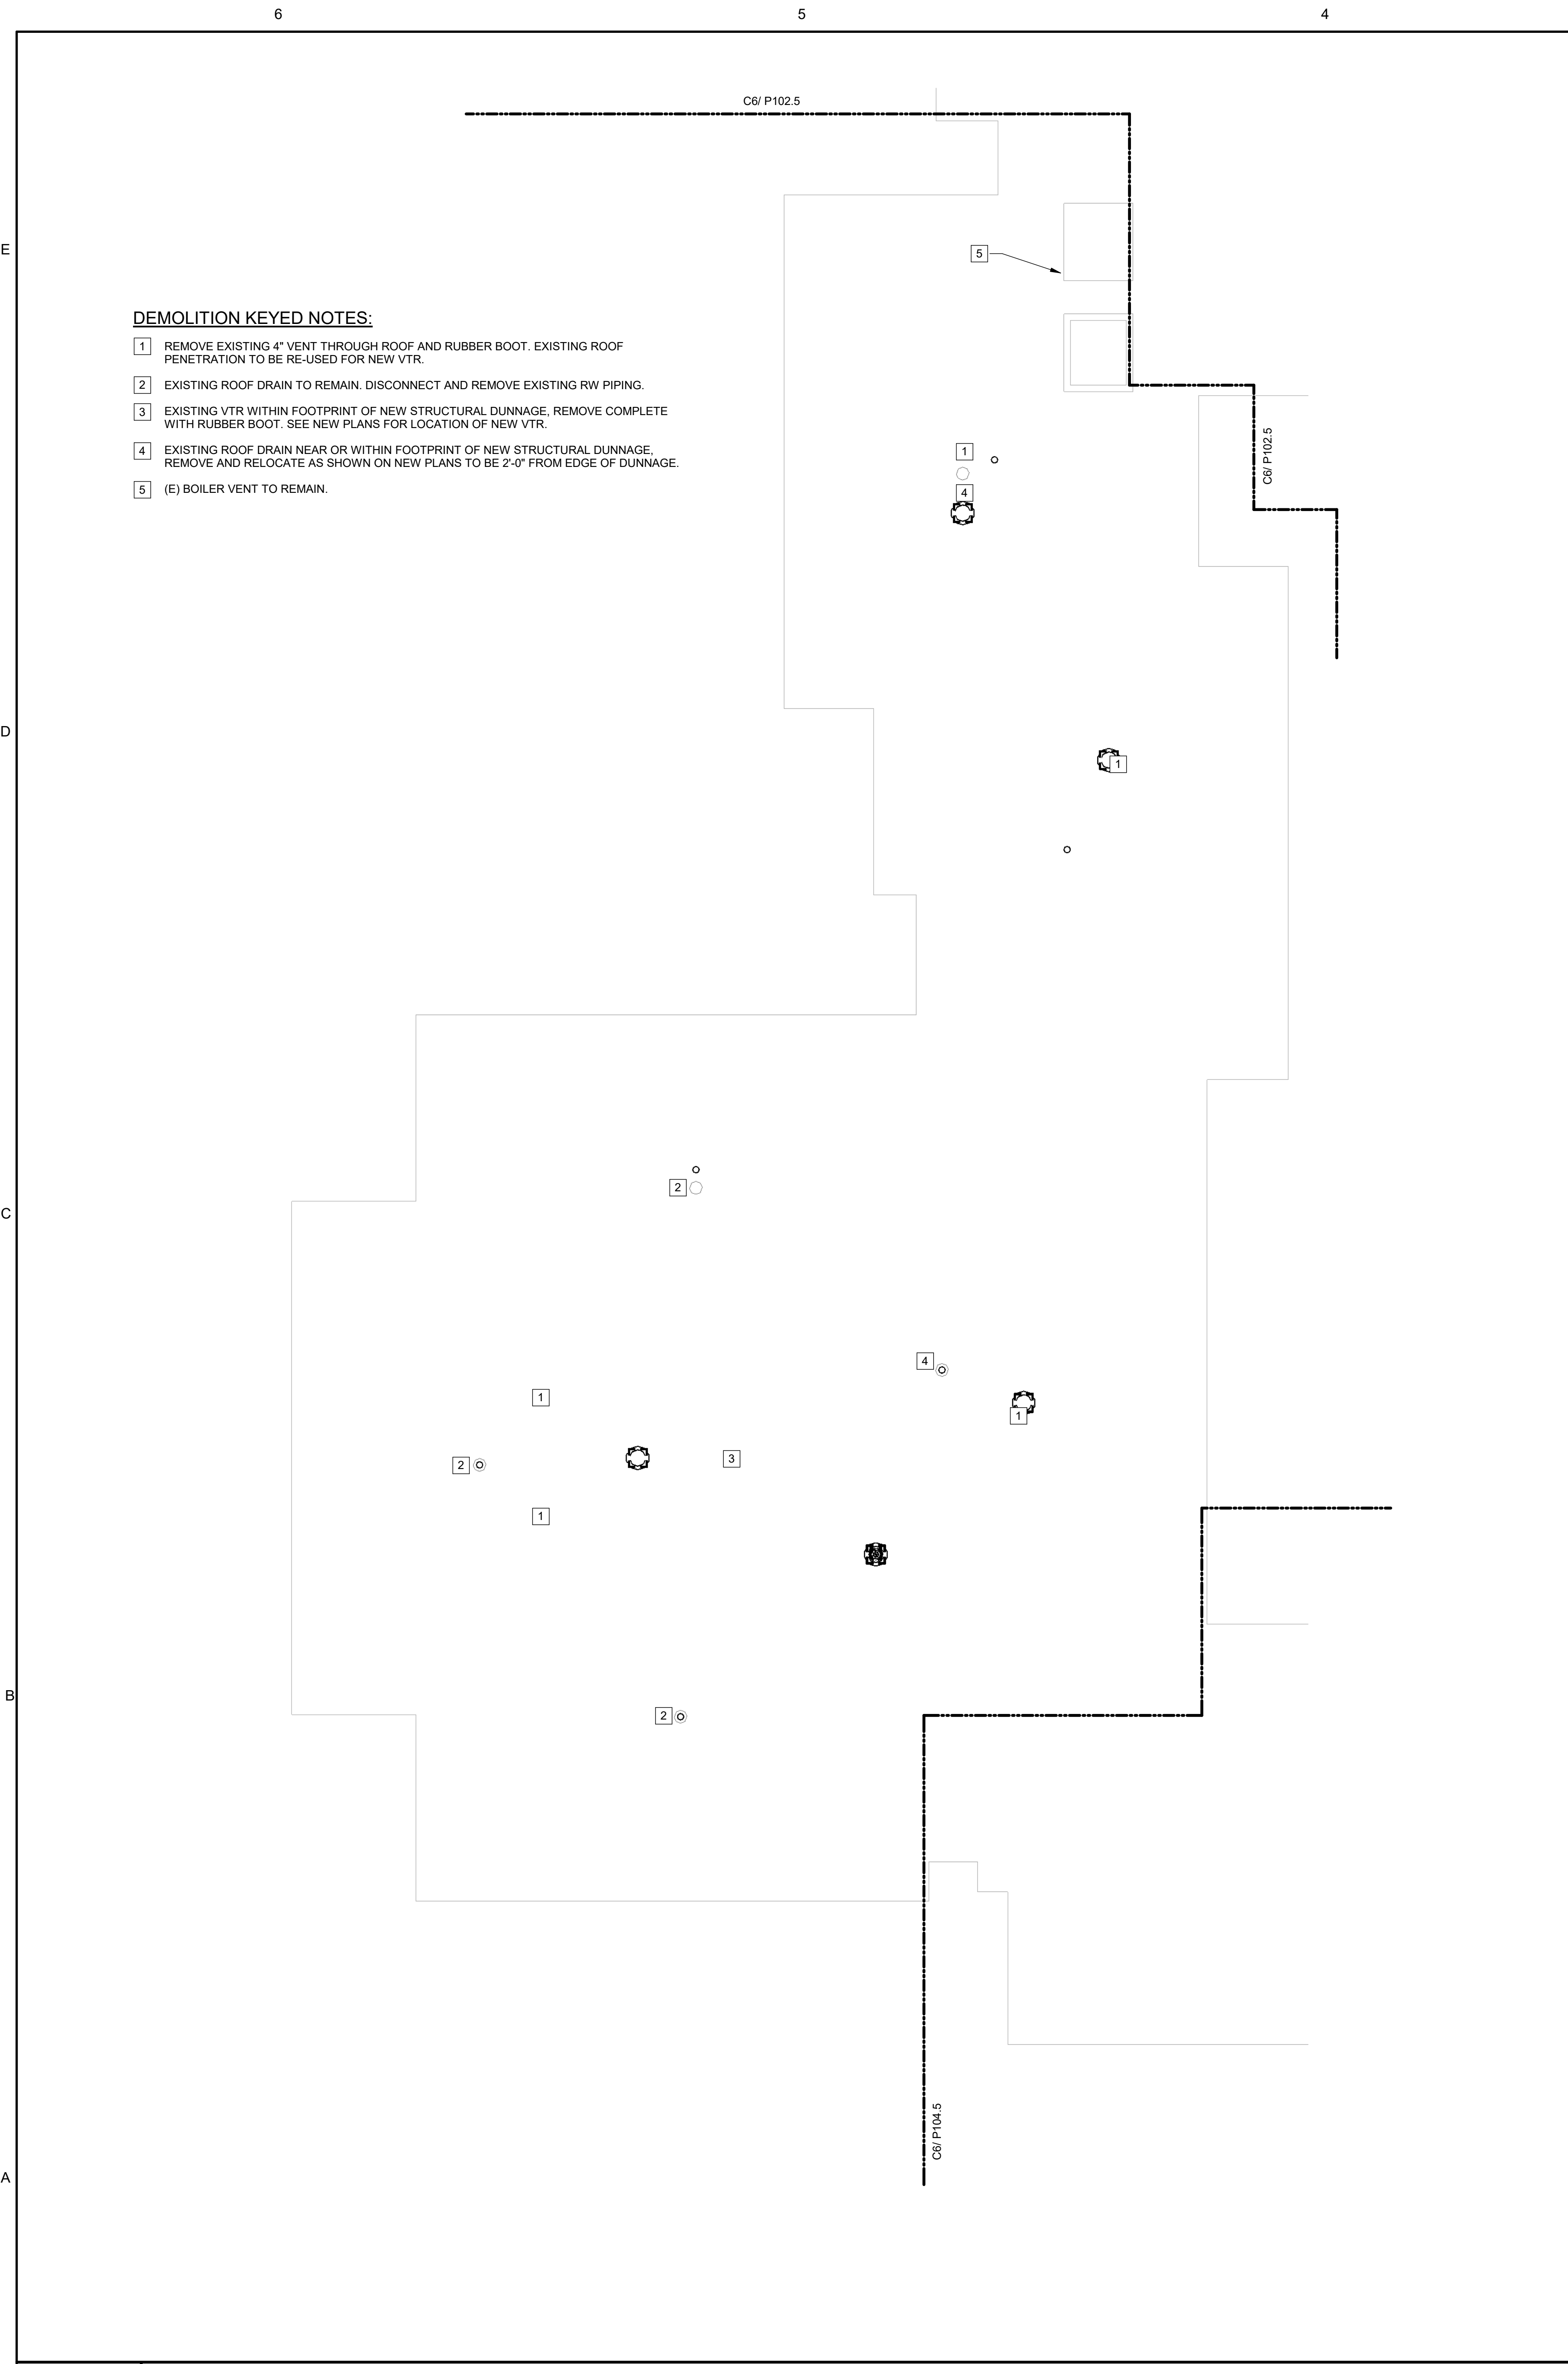 6 5 4
C6/ P102.5
E
5
DEMOLITION KEYED NOTES:
1 REMOVE EXISTING 4" VENT THROUGH ROOF AND RUBBER BOOT. EXISTING ROOF
PENETRATION TO BE RE-USED FOR NEW VTR.
2 EXISTING ROOF DRAIN TO REMAIN. DISCONNECT AND REMOVE EXISTING RW PIPING.
3 EXISTING VTR WITHIN FOOTPRINT OF NEW STRUCTURAL DUNNAGE, REMOVE COMPLETE
WITH RUBBER BOOT. SEE NEW PLANS FOR LOCATION OF NEW VTR.
4 EXISTING ROOF DRAIN NEAR OR WITHIN FOOTPRINT OF NEW STRUCTURAL DUNNAGE,
REMOVE AND RELOCATE AS SHOWN ON NEW PLANS TO BE 2'-0" FROM EDGE OF DUNNAGE.
5 (E) BOILER VENT TO REMAIN.
1
C6/ P102.5
4
D
1
2
C
4
1
1
3
2
1
B
2
C6/ P104.5
A